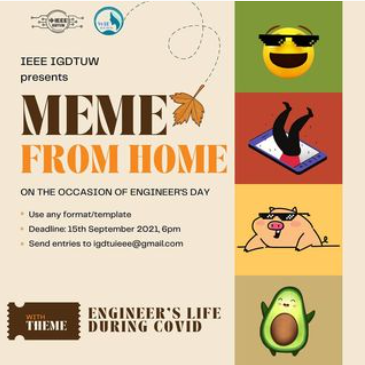 IEEE
IEEE IGDTUW
presents
MEME
FROM HOME
ON THE OCCASION OF ENGINEER'S DAY
Use any format/template
Deadline: 15th September 2021, 6pm
Send entries to igdtuieee@gmail.com
WITH
THEME
ENGINEER'S LIFE
DURING COVID